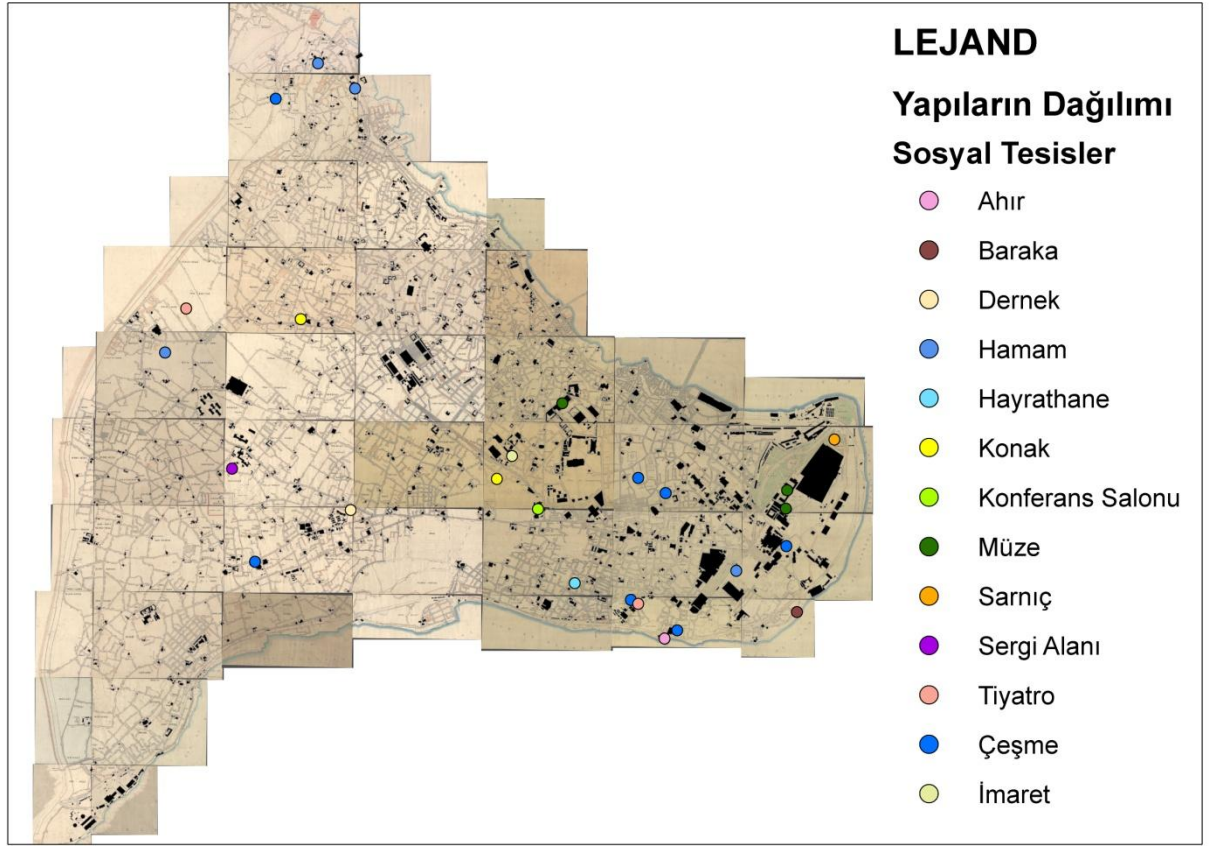 LEJAND
Yapıların Dağılımı
Sosyal Tesisler
Ahır
Baraka
Dernek
Hamam
Hayrathane
Konak
Konferans Salonu
Müze
Sarnıç
Sergi Alanı
Tiyatro
Çeşme
İmaret